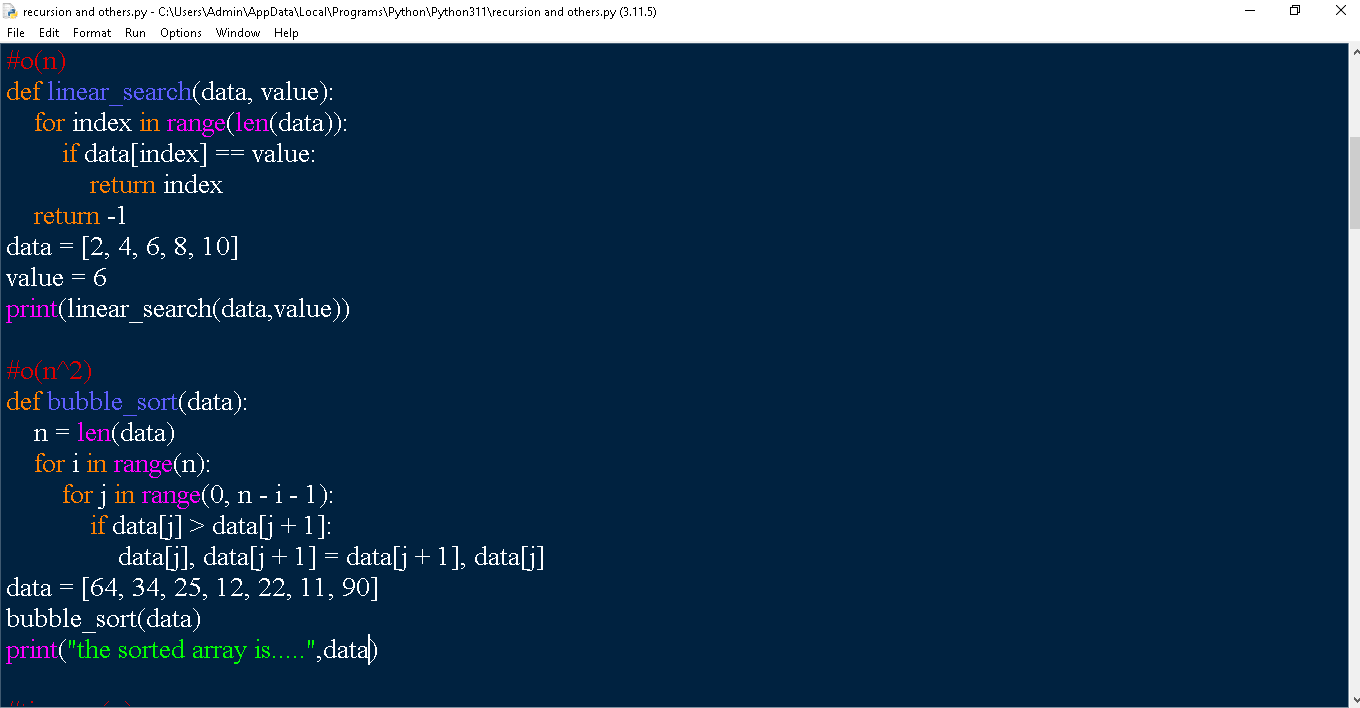 recursion and others.py - C:\Users\Admin\AppData\Local\Programs\Python\Python311\recursion and others.py (3.11.5)
File Edit Format Run Options Window Help
#o(n)
def linear_search(data, value):
    for index in range(len(data)):
        if data[index] == value:
            return index
    return -1
data = [2, 4, 6, 8, 10]
value = 6
print(linear_search(data,value))

#o(n^2)
def bubble_sort(data):
    n = len(data)
    for i in range(n):
        for j in range(0, n - i - 1):
            if data[j] > data[j + 1]:
                data[j], data[j + 1] = data[j + 1], data[j]
data = [64, 34, 25, 12, 22, 11, 90]
bubble_sort(data)
print("the sorted array is.....",data)